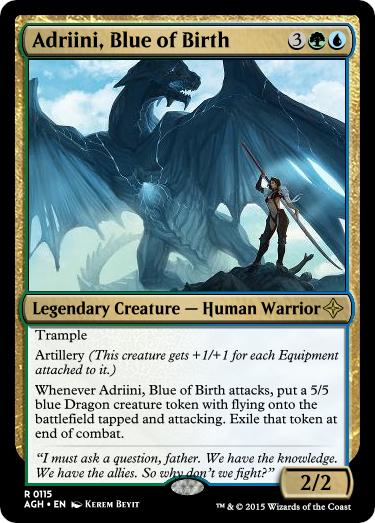 Adriini, Blue of Birth 3
Legendary Creature — Human Warrior
Trample
Artillery (This creature gets +1/+1 for each Equipment
attached to it.)
Whenever Adriini, Blue of Birth attacks, put a 5/5
blue Dragon creature token with flying onto the
battlefield tapped and attacking. Exile that token at
end of combat.
“I must ask a question, father. We have the knowledge.
We have the allies. So why don’t we fight?”
2/2
R 0115
AGH • EN Kerem Beyit
™ & © 2015 Wizards of the Coast